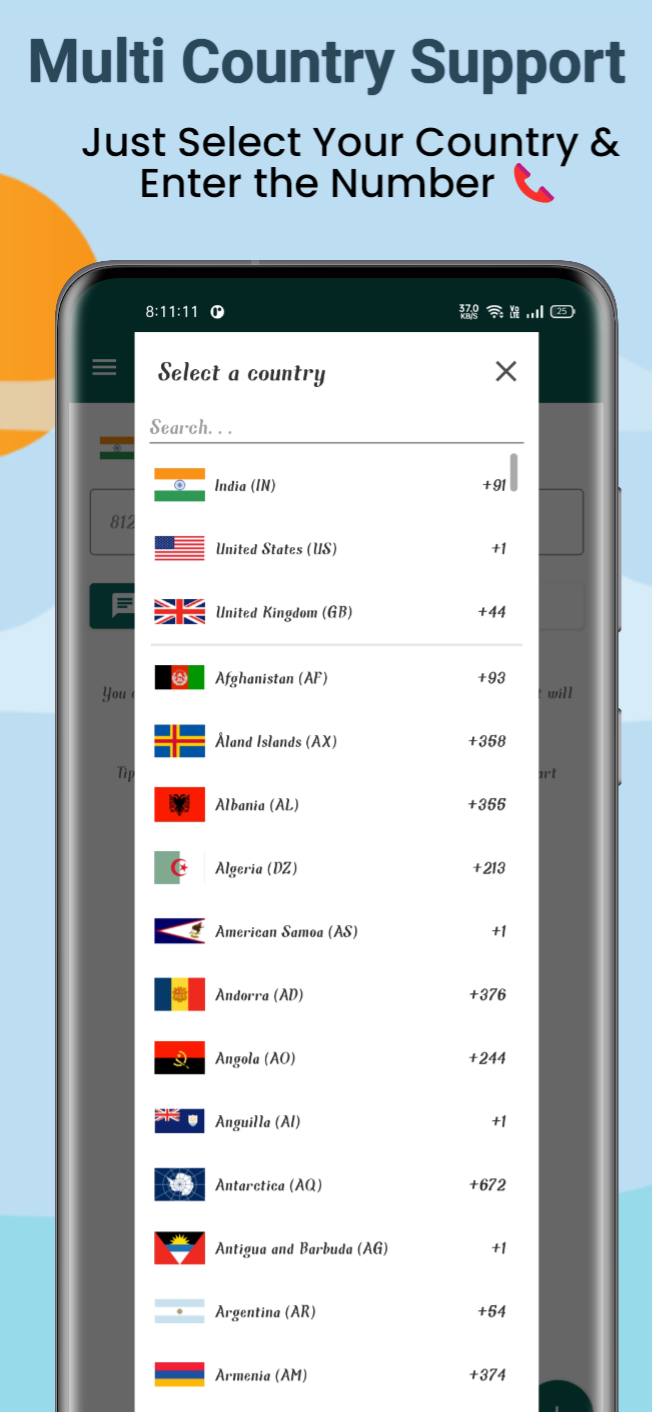 Multi Country Support
Just Select Your Country &
Enter the Number
8:11:11
37.0
KB/S
Vo
LTE
25
Select a country
Search. . .
India (IN) +91
United States (US) +1
812
United Kingdom (GB) +44
Afghanistan (AF) +93
You
will
Åland Islands (AX) +358
Tip
art
Albania (AL) +355
Algeria (DZ) +213
American Samoa (AS) +1
Andorra (AD) +376
Angola (AO) +244
Anguilla (AI) +1
Antarctica (AQ) +672
Antigua and Barbuda (AG) +1
Argentina (AR) +54
Armenia (AM) +374